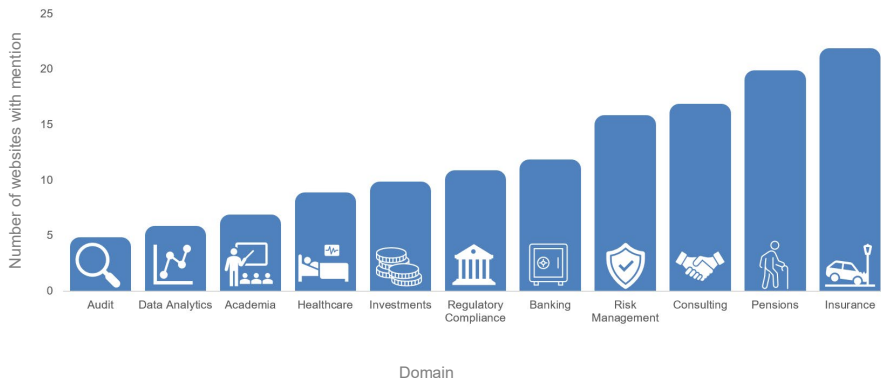 Number of websites with mention
25
20
15
10
5
0
Audit
Data Analytics
Academia
Healthcare
Investments
Regulatory
Compliance
Banking
Risk
Management
Consulting
Pensions
Insurance
Domain